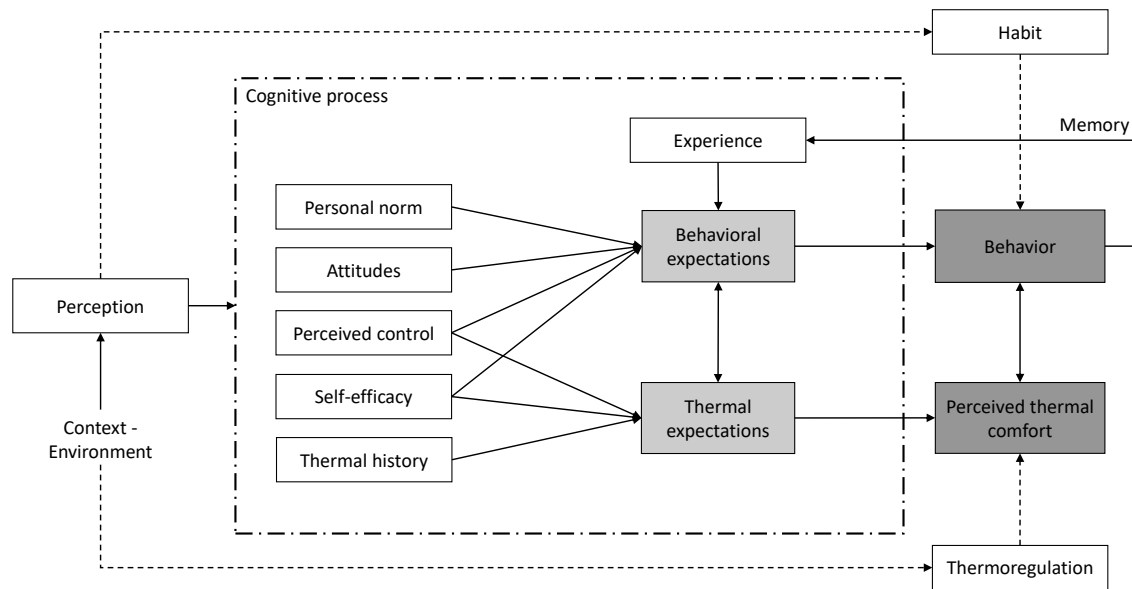 Habit
Cognitive process
Memory
Experience
Personal norm
Behavioral
expectations
Behavior
Attitudes
Perception
Perceived control
Self-efficacy
Thermal
expectations
Perceived thermal
comfort
Context -
Environment
Thermal history
Thermoregulation